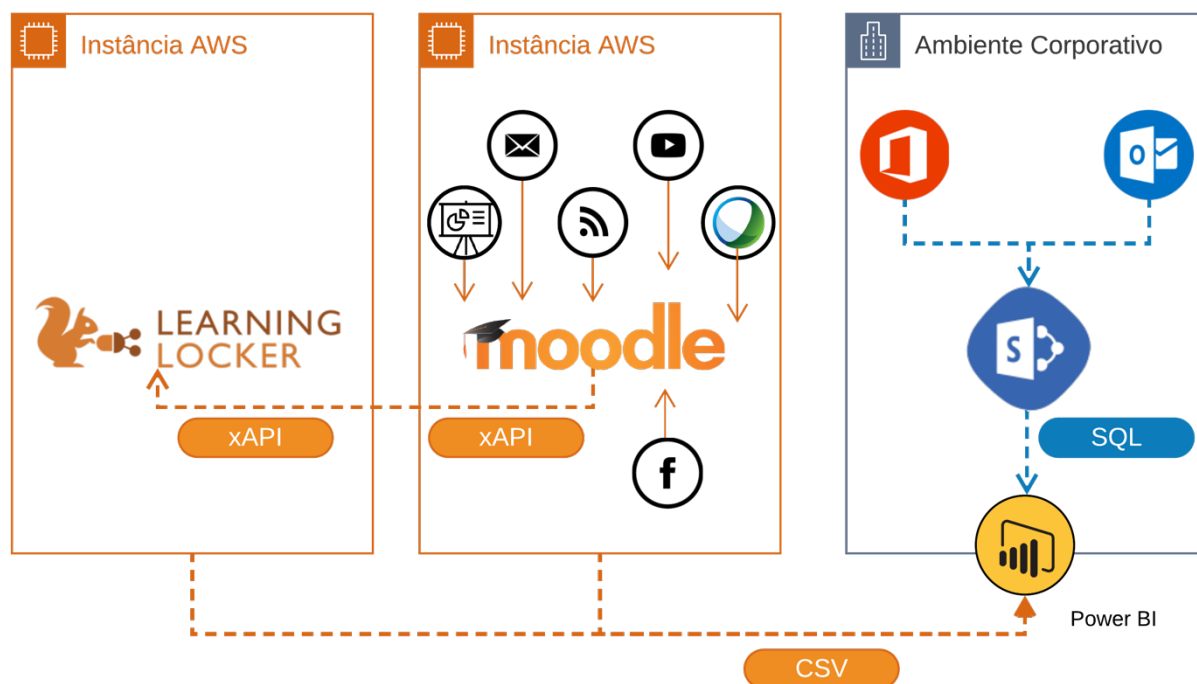 Instância AWS
Instância AWS
Ambiente Corporativo
LEARNING
LOCKER
moodle
xAPI
xAPI
f
o
S
SQL
Power BI
CSV